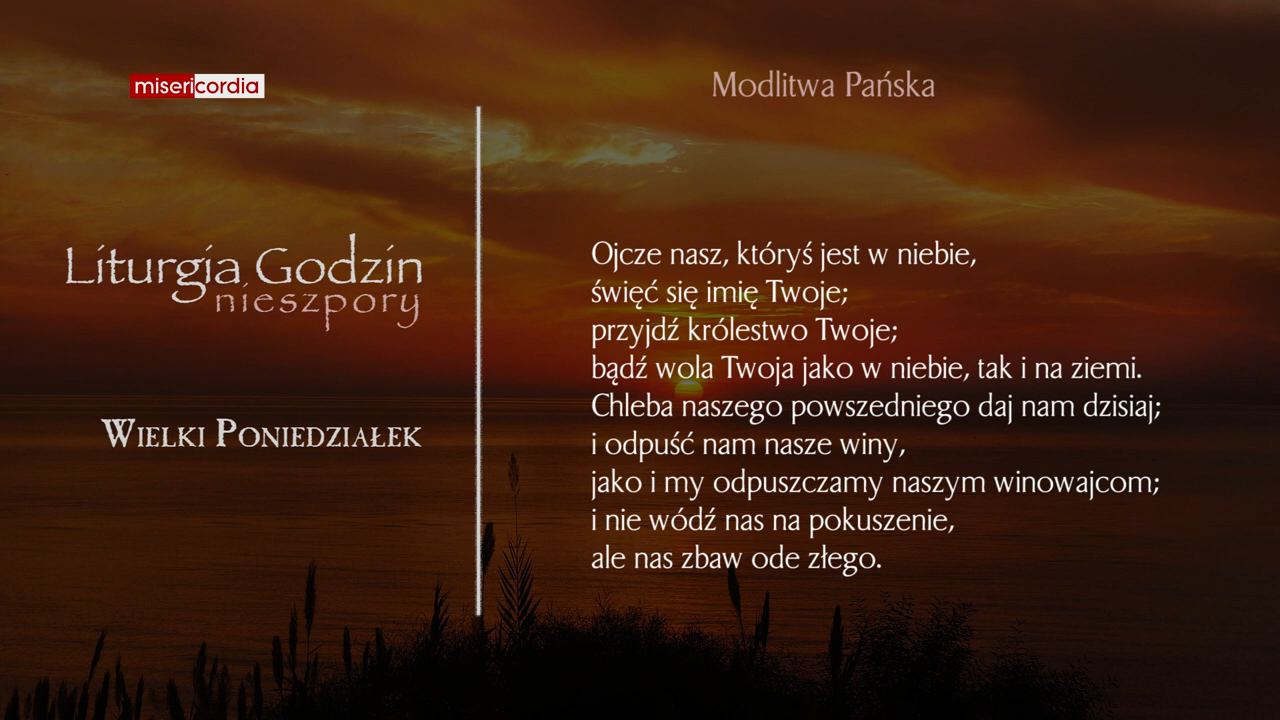 misericordia
Liturgia Godzin
nieszpory
Wielki Poniedziałek
Modlitwa Pańska
Ojcze nasz, któryś jest w niebie,
święć się imię Twoje;
przyjdź królestwo Twoje;
bądź wola Twoja jako w niebie, tak i na ziemi.
Chleba naszego powszedniego daj nam dzisiaj;
i odpuść nam nasze winy,
jako i my odpuszczamy naszym winowajcom;
i nie wódź nas na pokuszenie,
ale nas zbaw ode złego.